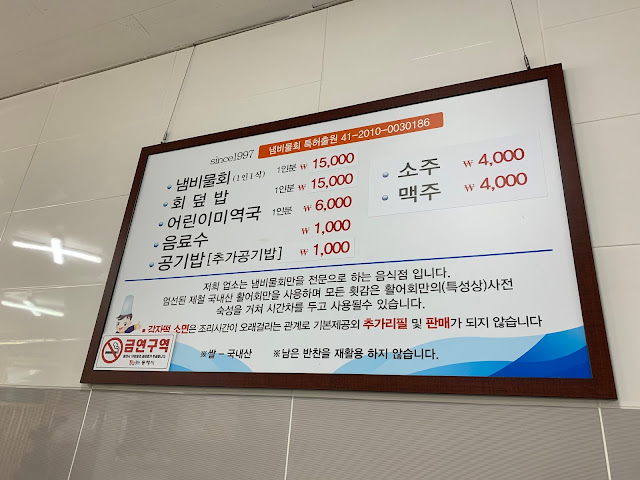 since1997
냄비물회 특허출원 41-2010-0030186
냄비물회(1인1식) 1인분 ₩ 15,000
회 덮 밥 1인분 ₩ 15,000
어린이미역국 1인분 ₩ 6,000
음료수 ₩ 1,000
공기밥[추가공기밥] ₩ 1,000
소주 ₩ 4,000
맥주 ₩ 4,000
저희 업소는 냄비물회만을 전문으로 하는 음식점 입니다.
엄선된 제철 국내산 활어회만을 사용하며 모든 횟감은 활어회만의(특성상)사전
숙성을 거쳐 시간차를 두고 사용될수 있습니다.
감자떡 소면은 조리시간이 오래걸리는 관계로 기본제공외 추가리필 및 판매가 되지 않습니다
※쌀 - 국내산 ※남은 반찬을 재활용 하지 않습니다.
금연구역